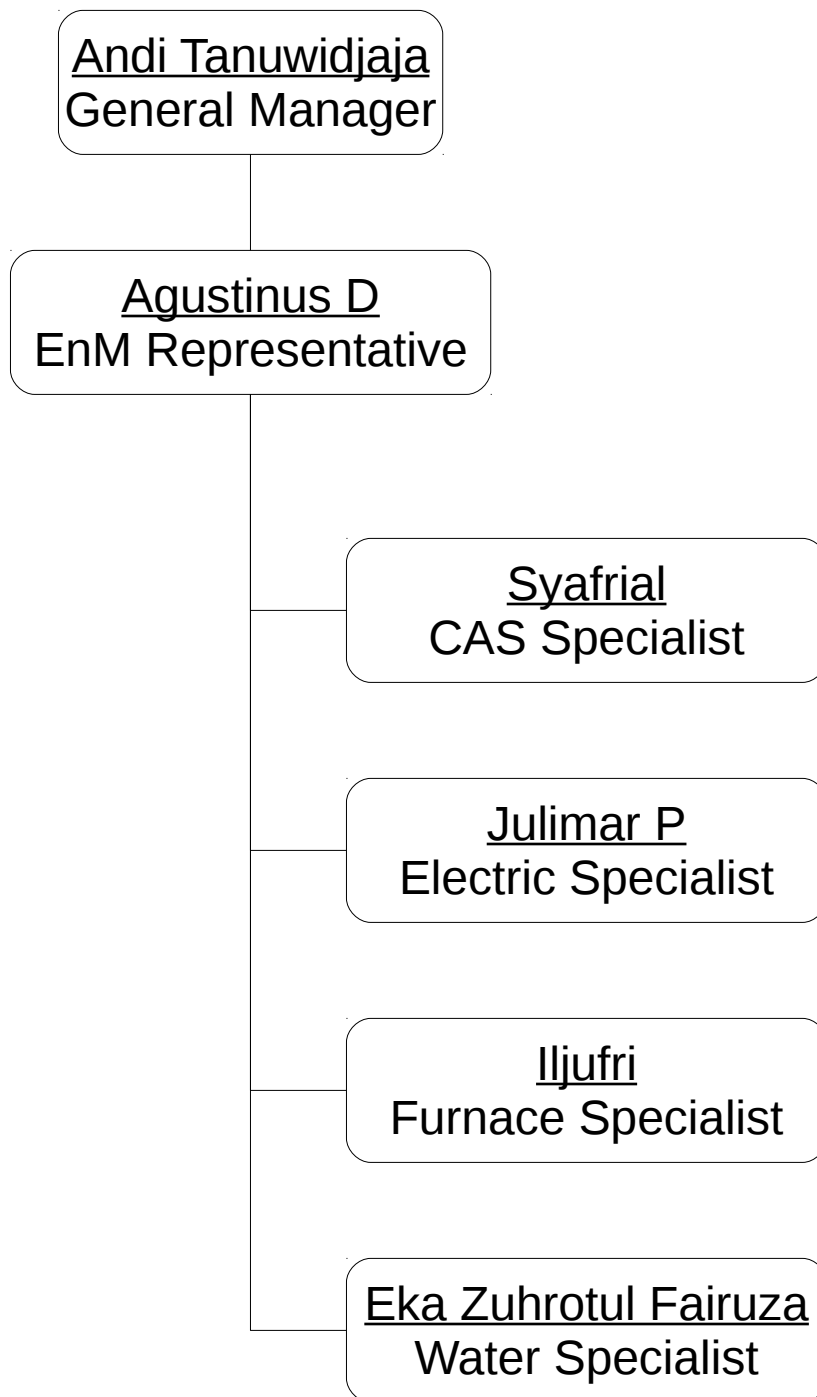 Andi Tanuwidjaja
General Manager
Agustinus D
EnM Representative
Syafrial
CAS Specialist
Julimar P
Electric Specialist
Iljufri
Furnace Specialist
Eka Zuhrotul Fairuza
Water Specialist